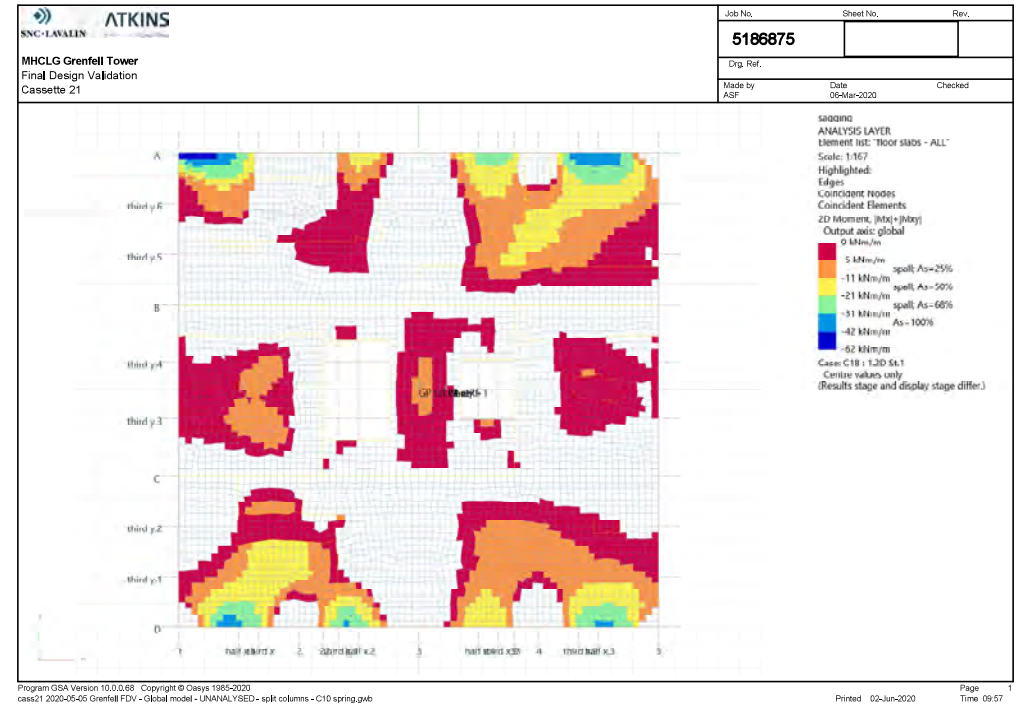 SNC·LAVALIN ATKINS
MHCLG Grenfell Tower
Final Design Validation
Cassette 21
Job No. Sheet No. Rev.
5186875
Drg. Ref.
Made by Date Checked
ASF 06-Mar-2020
sagging
ANALYSIS LAYER
Element list: "floor slabs - ALL"
Scale: 1:167
Highlighted:
Edges
Coincident Nodes
Coincident Elements
2D Moment, |Mx|+|Mxy|
Output axis: global
0 kNm/m
5 kNm/m
spall; As=25%
-11 kNm/m
spall; As=50%
-21 kNm/m
spall; As=68%
-31 kNm/m
As=100%
-42 kNm/m
-62 kNm/m
Case: C18 : 1.2D St.1
Centre values only
(Results stage and display stage differ.)
A
third y.6
third y.5
B
third y.4
third y.3
C
third y.2
third y.1
D
1 2 3 4 5
Program GSA Version 10.0.0.68 Copyright © Oasys 1985-2020
cass21 2020-05-05 Grenfell FDV - Global model - UNANALYSED - split columns - C10 spring.gwb
Printed 02-Jun-2020
Page 1
Time 09:57